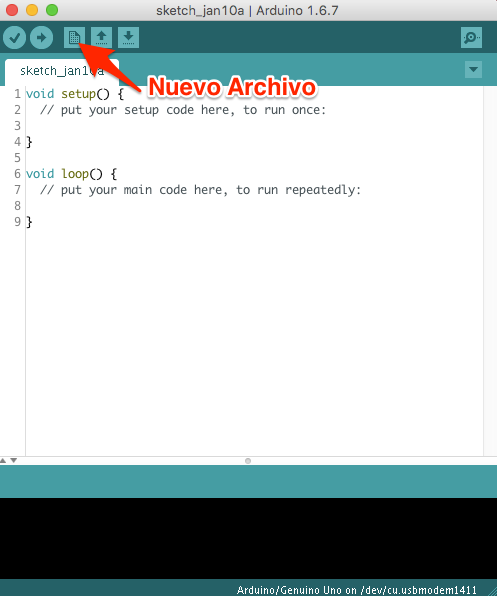 sketch_jan10a | Arduino 1.6.7
sketch_jan10a
Nuevo Archivo
1 void setup() {
2   // put your setup code here, to run once:
3
4 }
5
6 void loop() {
7   // put your main code here, to run repeatedly:
8
9 }
Arduino/Genuino Uno on /dev/cu.usbmodem1411